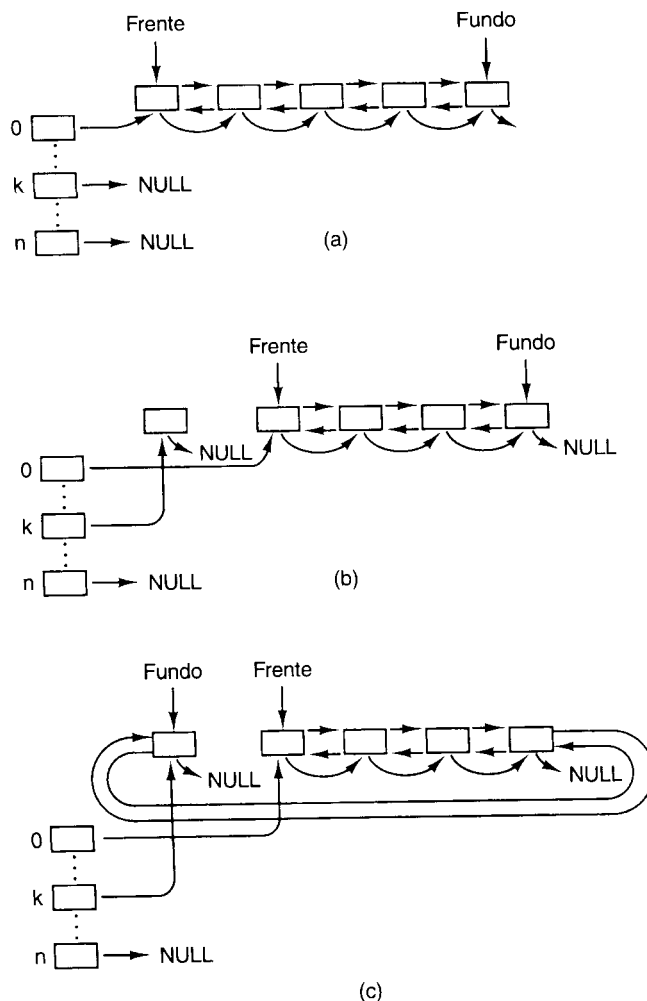 Frente Fundo
0
k NULL
n NULL
(a)
Frente Fundo
NULL NULL
0
k
n NULL
(b)
Fundo Frente
NULL NULL
0
k
n NULL
(c)